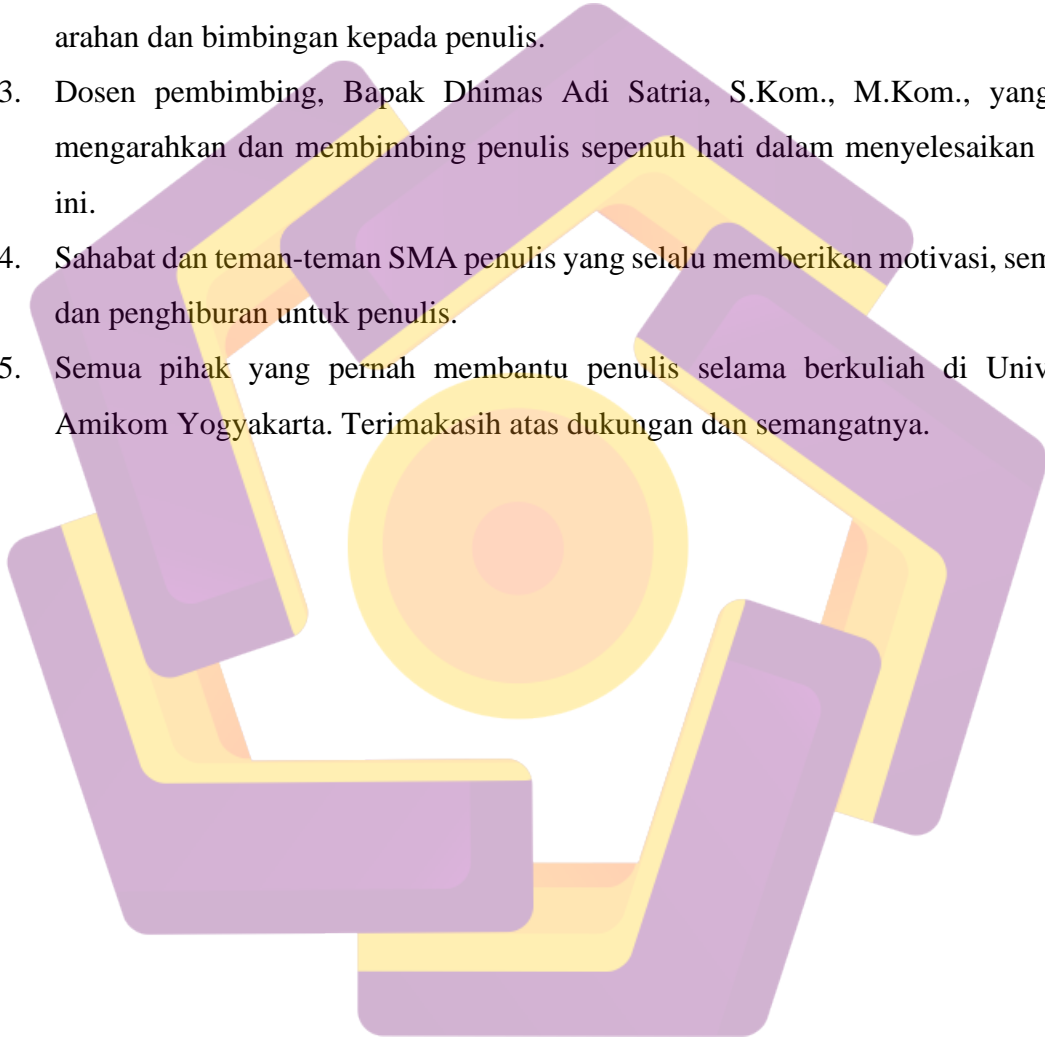 arahan dan bimbingan kepada penulis.
3. Dosen pembimbing, Bapak Dhimas Adi Satria, S.Kom., M.Kom., yang
mengarahkan dan membimbing penulis sepenuh hati dalam menyelesaikan
ini.
4. Sahabat dan teman-teman SMA penulis yang selalu memberikan motivasi, sem
dan penghiburan untuk penulis.
5. Semua pihak yang pernah membantu penulis selama berkuliah di Univ
Amikom Yogyakarta. Terimakasih atas dukungan dan semangatnya.